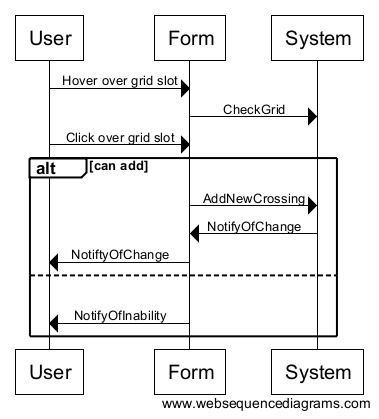 User Form System
Hover over grid slot
CheckGrid
Click over grid slot
alt [can add]
AddNewCrossing
NotifyOfChange
NotiftyOfChange
NotifyOfInability
User Form System
www.websequencediagrams.com